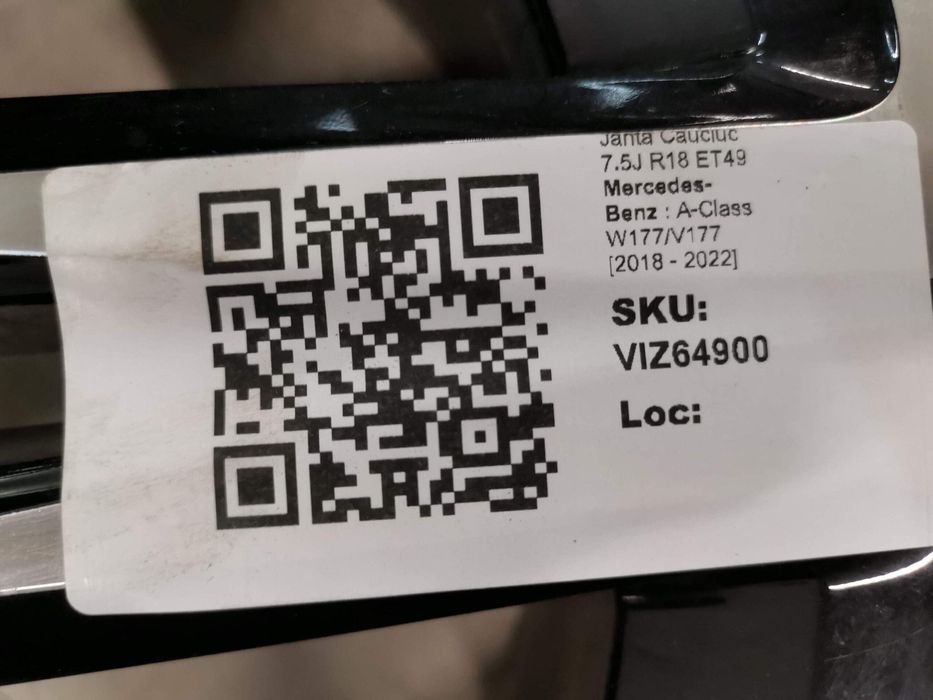 Janta Cauciuc
7.5J R18 ET49
Mercedes-
Benz : A-Class
W177/V177
[2018 - 2022]
SKU:
VIZ64900
Loc: